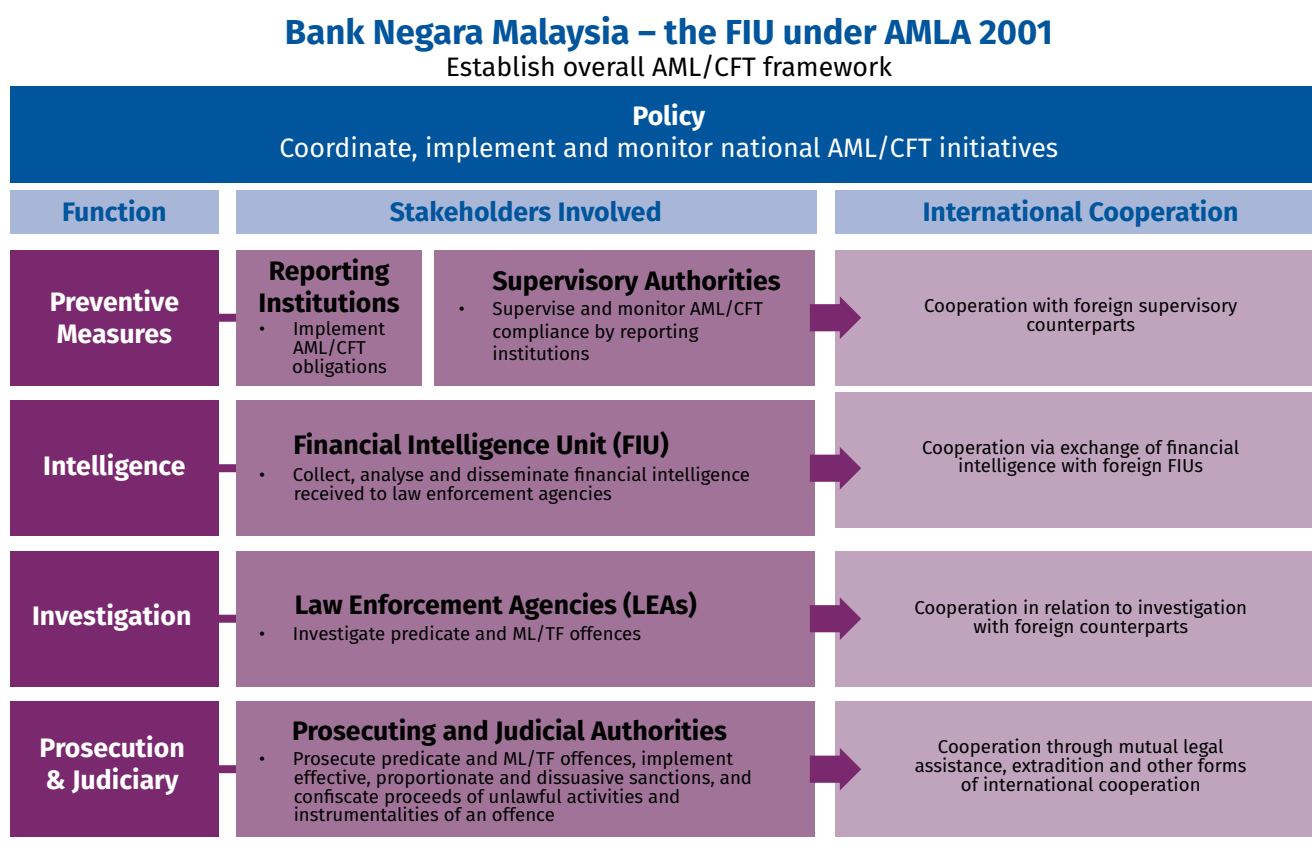 Bank Negara Malaysia – the FIU under AMLA 2001
Establish overall AML/CFT framework
Policy
Coordinate, implement and monitor national AML/CFT initiatives
Function
Stakeholders Involved
International Cooperation
Preventive
Measures
Reporting
Institutions
• Implement
AML/CFT
obligations
Supervisory Authorities
• Supervise and monitor AML/CFT
compliance by reporting
institutions
Cooperation with foreign supervisory
counterparts
Intelligence
Financial Intelligence Unit (FIU)
• Collect, analyse and disseminate financial intelligence
received to law enforcement agencies
Cooperation via exchange of financial
intelligence with foreign FIUs
Investigation
Law Enforcement Agencies (LEAs)
• Investigate predicate and ML/TF offences
Cooperation in relation to investigation
with foreign counterparts
Prosecution
& Judiciary
Prosecuting and Judicial Authorities
• Prosecute predicate and ML/TF offences, implement
effective, proportionate and dissuasive sanctions, and
confiscate proceeds of unlawful activities and
instrumentalities of an offence
Cooperation through mutual legal
assistance, extradition and other forms
of international cooperation